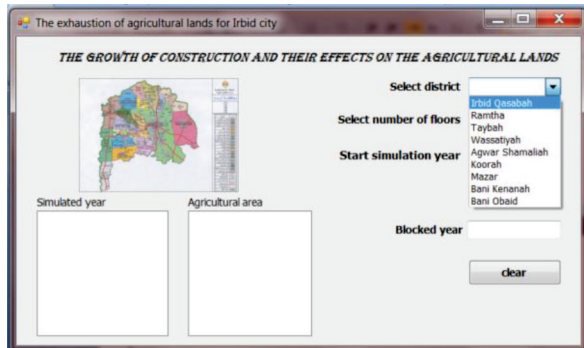 The exhaustion of agricultural lands for Irbid city
THE GROWTH OF CONSTRUCTION AND THEIR EFFECTS ON THE AGRICULTURAL LANDS
Select district
Irbid Qasabah
Ramtha
Taybah
Wassatiyah
Agwar Shamaliah
Koorah
Mazar
Bani Kenanah
Bani Obaid
Select number of floors
Start simulation year
Simulated year
Agricultural area
Blocked year
clear